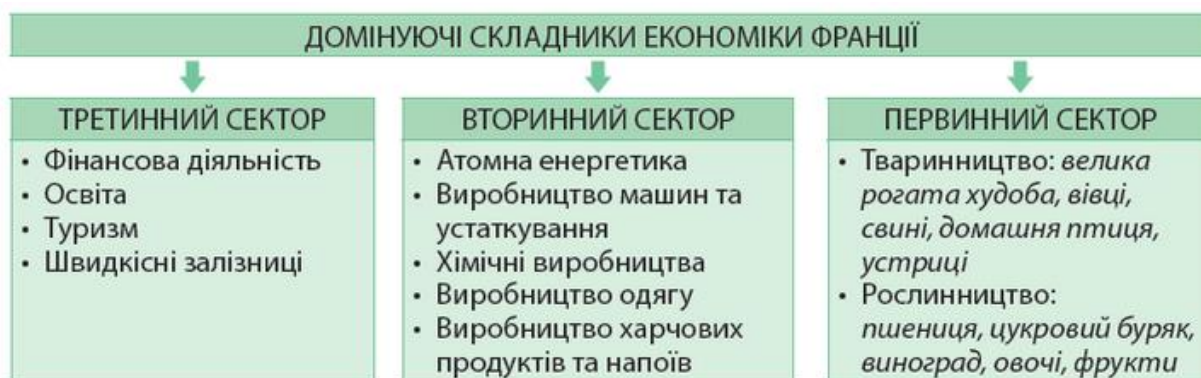 ДОМІНУЮЧІ СКЛАДНИКИ ЕКОНОМІКИ ФРАНЦІЇ
ТРЕТИННИЙ СЕКТОР
• Фінансова діяльність
• Освіта
• Туризм
• Швидкісні залізниці
ВТОРИННИЙ СЕКТОР
• Атомна енергетика
• Виробництво машин та
устаткування
• Хімічні виробництва
• Виробництво одягу
• Виробництво харчових
продуктів та напоїв
ПЕРВИННИЙ СЕКТОР
• Тваринництво: велика
рогата худоба, вівці,
свині, домашня птиця,
устриці
• Рослинництво:
пшениця, цукровий буряк,
виноград, овочі, фрукти